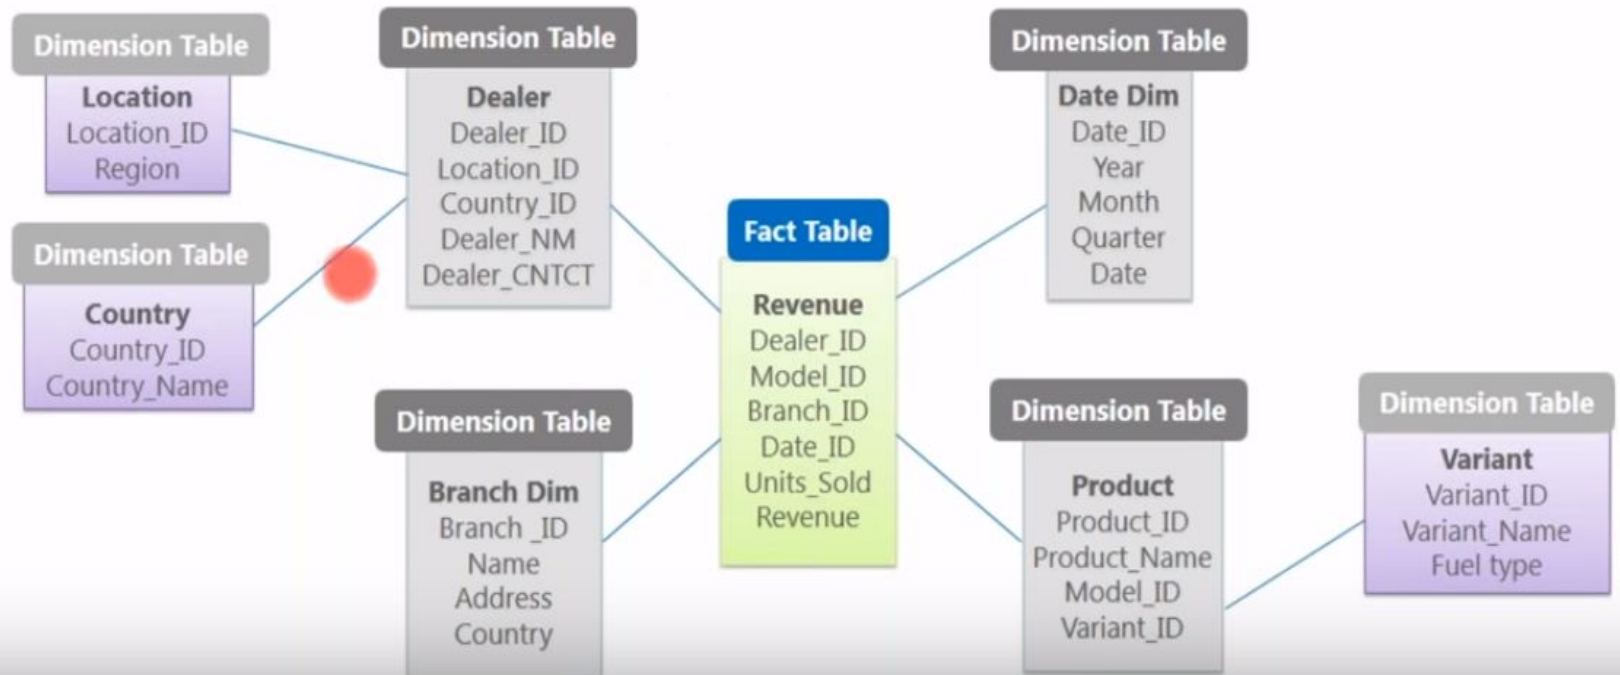 Dimension Table
Location
Location_ID
Region
Dimension Table
Country
Country_ID
Country_Name
Dimension Table
Dealer
Dealer_ID
Location_ID
Country_ID
Dealer_NM
Dealer_CNTCT
Dimension Table
Branch Dim
Branch _ID
Name
Address
Country
Fact Table
Revenue
Dealer_ID
Model_ID
Branch_ID
Date_ID
Units_Sold
Revenue
Dimension Table
Date Dim
Date_ID
Year
Month
Quarter
Date
Dimension Table
Product
Product_ID
Product_Name
Model_ID
Variant_ID
Dimension Table
Variant
Variant_ID
Variant_Name
Fuel type